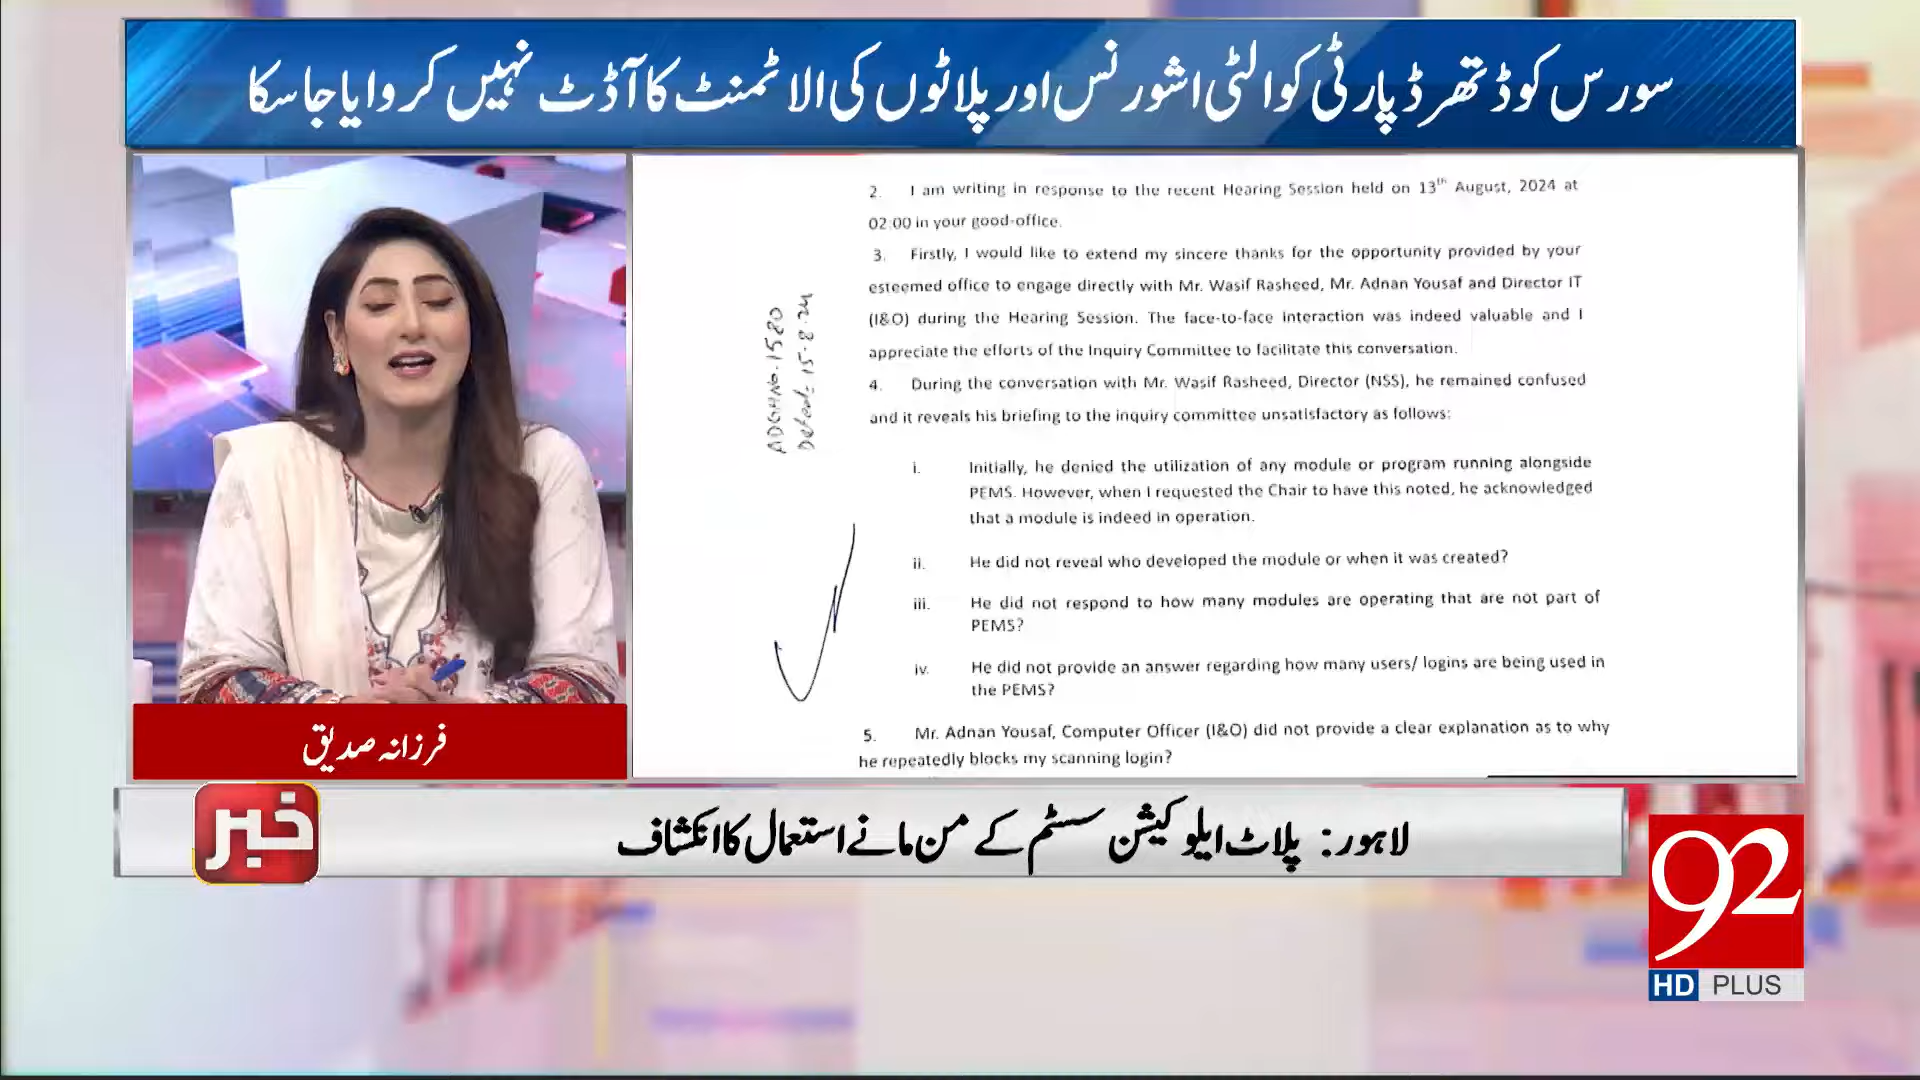 سورس کوڈ تھرڈ پارٹی کوالٹی اشورنس اور پلاٹوں کی الاٹمنٹ کا آڈٹ نہیں کروایا جاسکا
2. I am writing in response to the recent Hearing Session held on 13th August, 2024 at
02:00 in your good-office.
3. Firstly, I would like to extend my sincere thanks for the opportunity provided by your
esteemed office to engage directly with Mr. Wasif Rasheed, Mr. Adnan Yousaf and Director IT
(I&O) during the Hearing Session. The face-to-face interaction was indeed valuable and I
appreciate the efforts of the Inquiry Committee to facilitate this conversation.
4. During the conversation with Mr. Wasif Rasheed, Director (NSS), he remained confused
and it reveals his briefing to the inquiry committee unsatisfactory as follows:
i. Initially, he denied the utilization of any module or program running alongside
PEMS. However, when I requested the Chair to have this noted, he acknowledged
that a module is indeed in operation.
ii. He did not reveal who developed the module or when it was created?
iii. He did not respond to how many modules are operating that are not part of
PEMS?
iv. He did not provide an answer regarding how many users/ logins are being used in
the PEMS?
5. Mr. Adnan Yousaf, Computer Officer (I&O) did not provide a clear explanation as to why
he repeatedly blocks my scanning login?
No. 1580
15-8-24
فرزانہ صدیق
خبر
لاہور: پلاٹ ایلوکیشن سسٹم کے من مانے استعمال کا انکشاف
92
HD PLUS